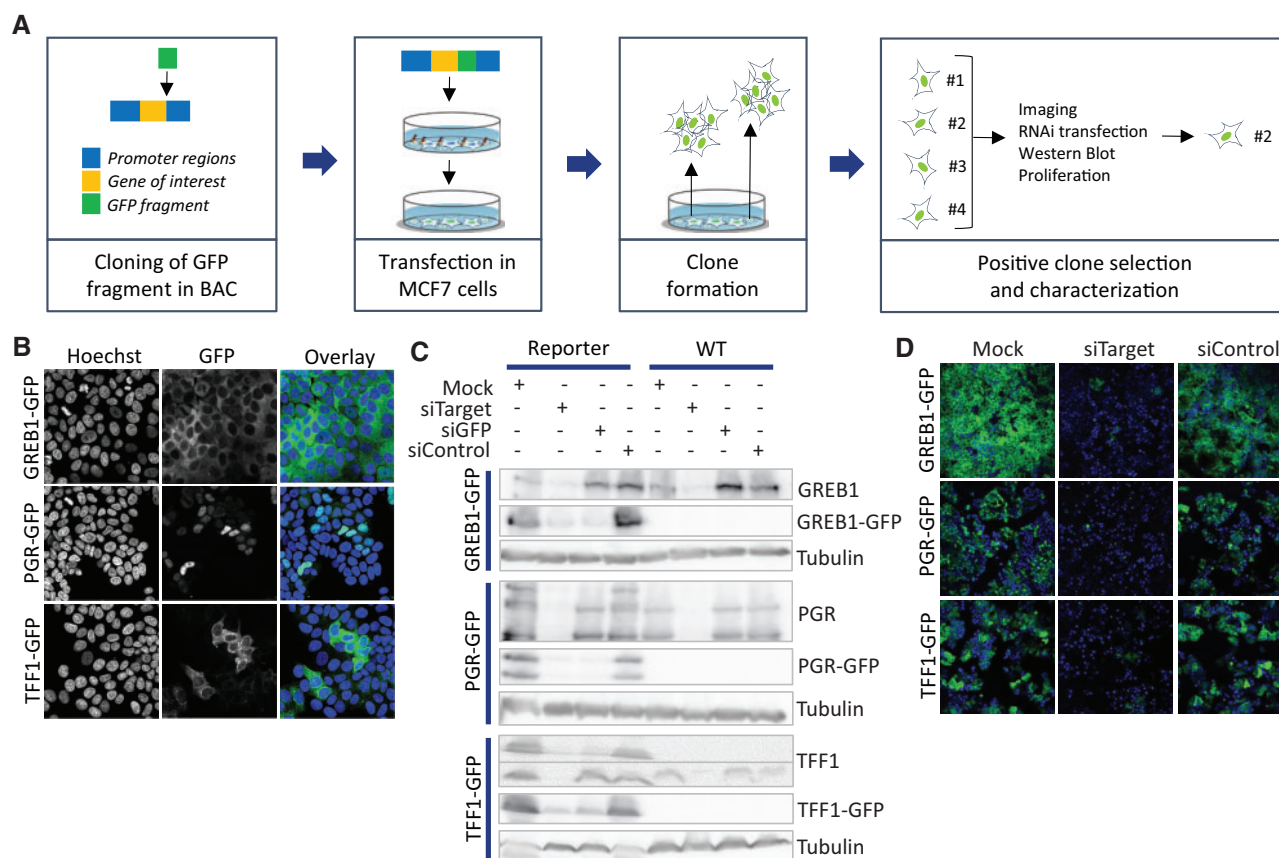 A
Promoter regions
Gene of interest
GFP fragment
Cloning of GFP
fragment in BAC
Transfection in
MCF7 cells
Clone
formation
#1
#2
#3
#4
Imaging
RNAi transfection
Western Blot
Proliferation
#2
Positive clone selection
and characterization
B
Hoechst GFP Overlay
GREB1-GFP
PGR-GFP
TFF1-GFP
C
Reporter WT
Mock + - - - + - - -
siTarget - + - - - + - -
siGFP - - + - - - + -
siControl - - - + - - - +
GREB1-GFP
GREB1
GREB1-GFP
Tubulin
PGR-GFP
PGR
PGR-GFP
Tubulin
TFF1-GFP
TFF1
TFF1-GFP
Tubulin
D
Mock siTarget siControl
GREB1-GFP
PGR-GFP
TFF1-GFP